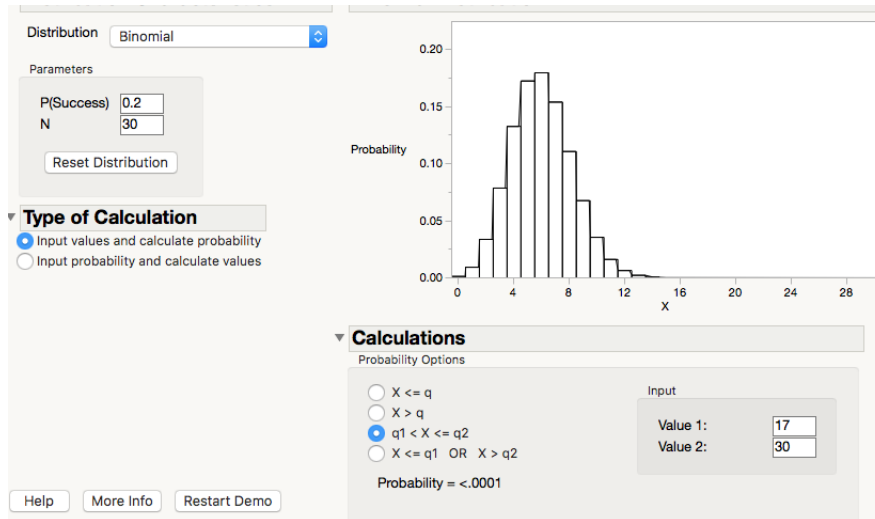 Distribution Binomial
Parameters
P(Success) 0.2
N 30
Reset Distribution
Type of Calculation
Input values and calculate probability
Input probability and calculate values
0.20
0.15
Probability
0.10
0.05
0.00
0 4 8 12 16 20 24 28
X
Calculations
Probability Options
X <= q
X > q
q1 < X <= q2
X <= q1 OR X > q2
Input
Value 1: 17
Value 2: 30
Probability = <.0001
Help More Info Restart Demo